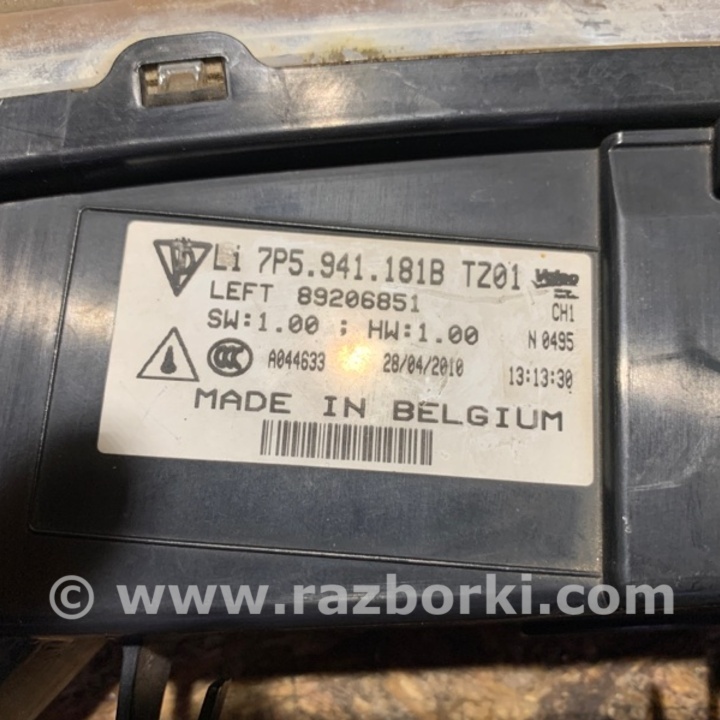 Li 7P5.941.181B TZ01 Valeo
LEFT 89206851 CH1
SW:1.00 ; HW:1.00 N 0495
CCC A044633 28/04/2010 13:13:30
MADE IN BELGIUM
© www.razborki.com